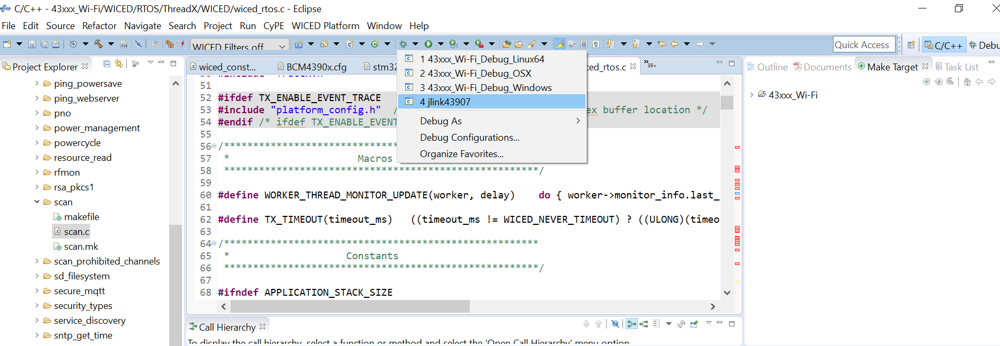 C/C++ - 43xxx_Wi-Fi/WICED/RTOS/ThreadX/WICED/wiced_rtos.c - Eclipse
File Edit Source Refactor Navigate Search Project Run CyPE WICED Platform Window Help
WICED Filters off
Quick Access
C/C++
Debu
Project Explorer
ping_powersave
ping_webserver
pno
power_management
powercycle
resource_read
rfmon
rsa_pkcs1
scan
makefile
scan.c
scan.mk
scan_prohibited_channels
sd_filesystem
secure_mqtt
security_types
service_discovery
sntp_get_time
wiced_const... BCM4390x.cfg stm32 ced_rtos.c 99+
1 43xxx_Wi-Fi_Debug_Linux64
2 43xxx_Wi-Fi_Debug_OSX
3 43xxx_Wi-Fi_Debug_Windows
4 jlink43907
Debug As
Debug Configurations...
Organize Favorites...
51
52 #ifdef TX_ENABLE_EVENT_TRACE
53 #include "platform_config.h" / ex buffer location */
54 #endif /* ifdef TX_ENABLE_EVENT
55
56 /******************************
57 * Macros
58 ******************************************************/
59
60 #define WORKER_THREAD_MONITOR_UPDATE(worker, delay) do { worker->monitor_info.last_
61
62 #define TX_TIMEOUT(timeout_ms) ((timeout_ms != WICED_NEVER_TIMEOUT) ? ((ULONG)(timeo
63
64 /******************************************************
65 * Constants
66 ******************************************************/
67
68 #ifndef APPLICATION_STACK_SIZE
Call Hierarchy
To display the call hierarchy, select a function or method and select the 'Open Call Hierarchy' menu option.
Outline Documents Make Target Task List
43xxx_Wi-Fi